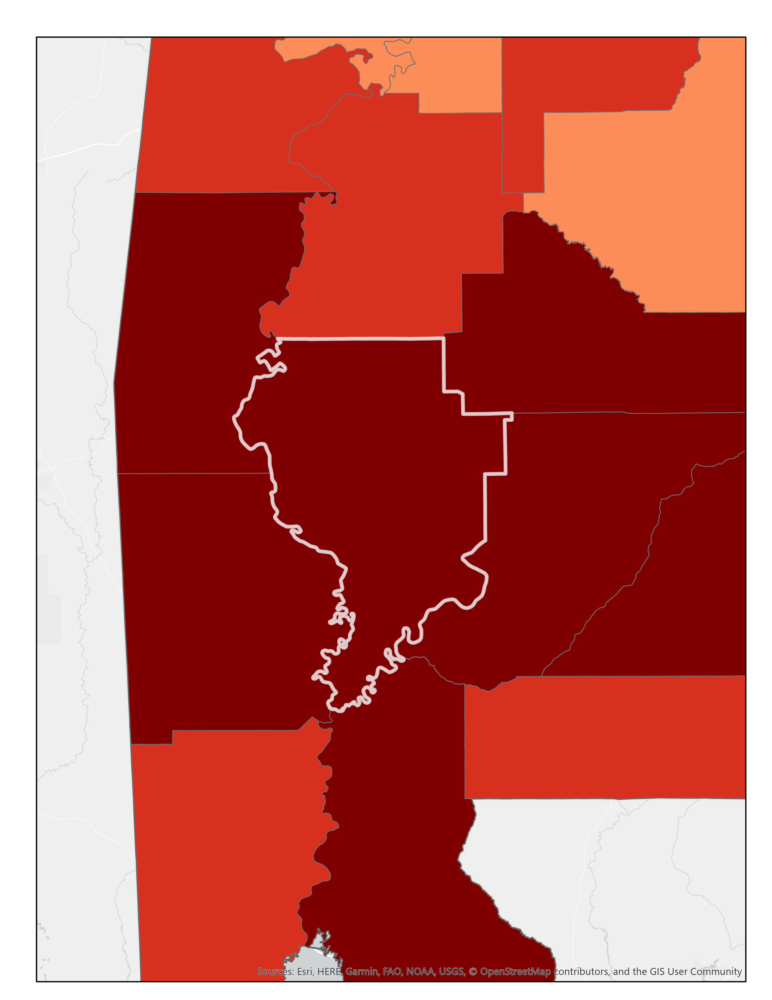 Sources: Esri, HERE, Garmin, FAO, NOAA, USGS, © OpenStreetMap contributors, and the GIS User Community